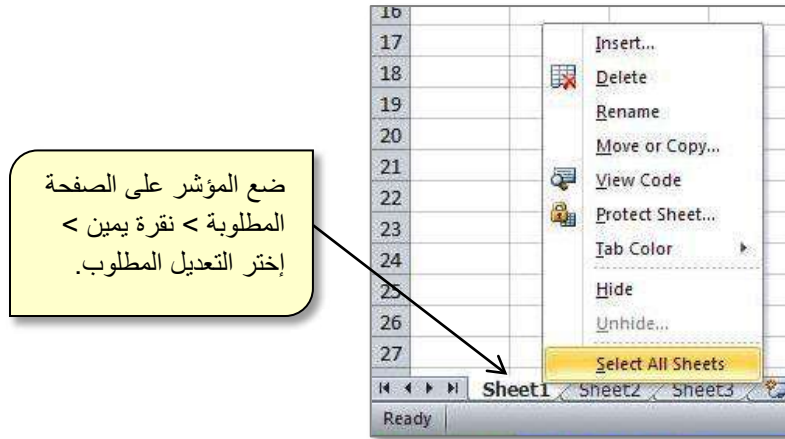 ضع المؤشر على الصفحة
المطلوبة > نقرة يمين >
إختر التعديل المطلوب.
16
17
18
19
20
21
22
23
24
25
26
27
Insert...
Delete
Rename
Move or Copy...
View Code
Protect Sheet...
Tab Color
Hide
Unhide...
Select All Sheets
Sheet1 Sheet2 Sheet3
Ready